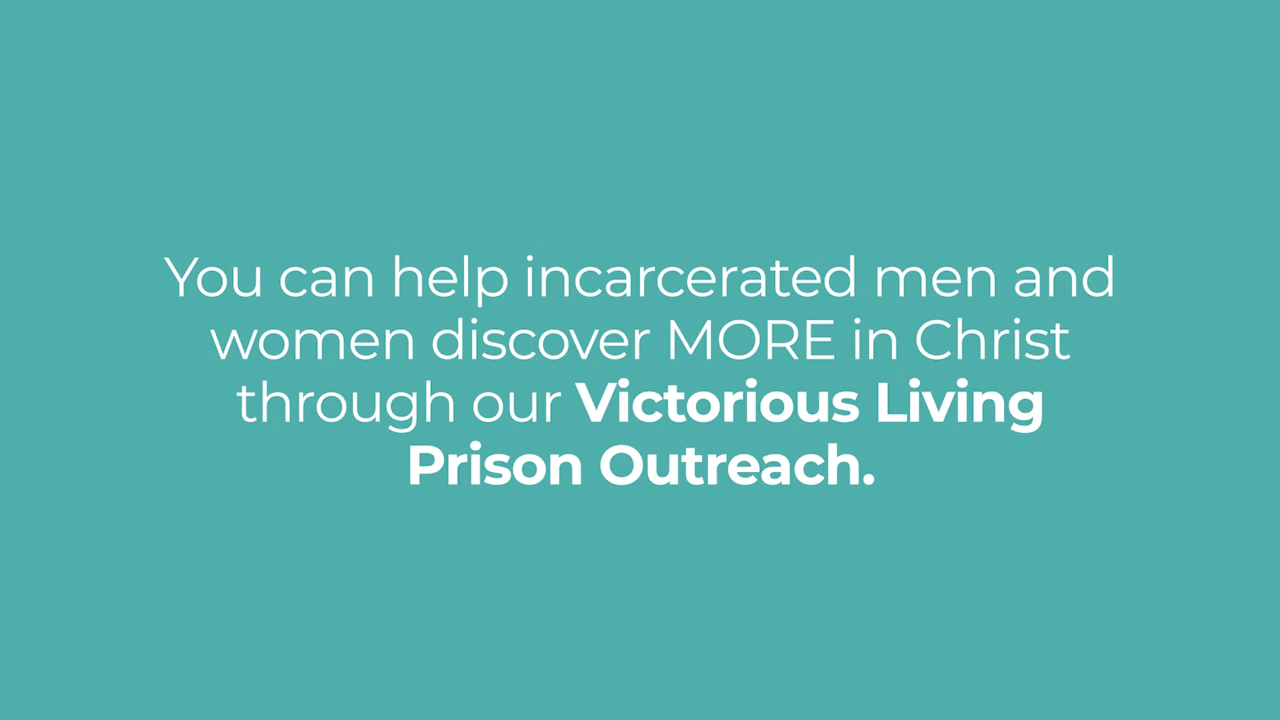 You can help incarcerated men and
women discover MORE in Christ
through our Victorious Living
Prison Outreach.